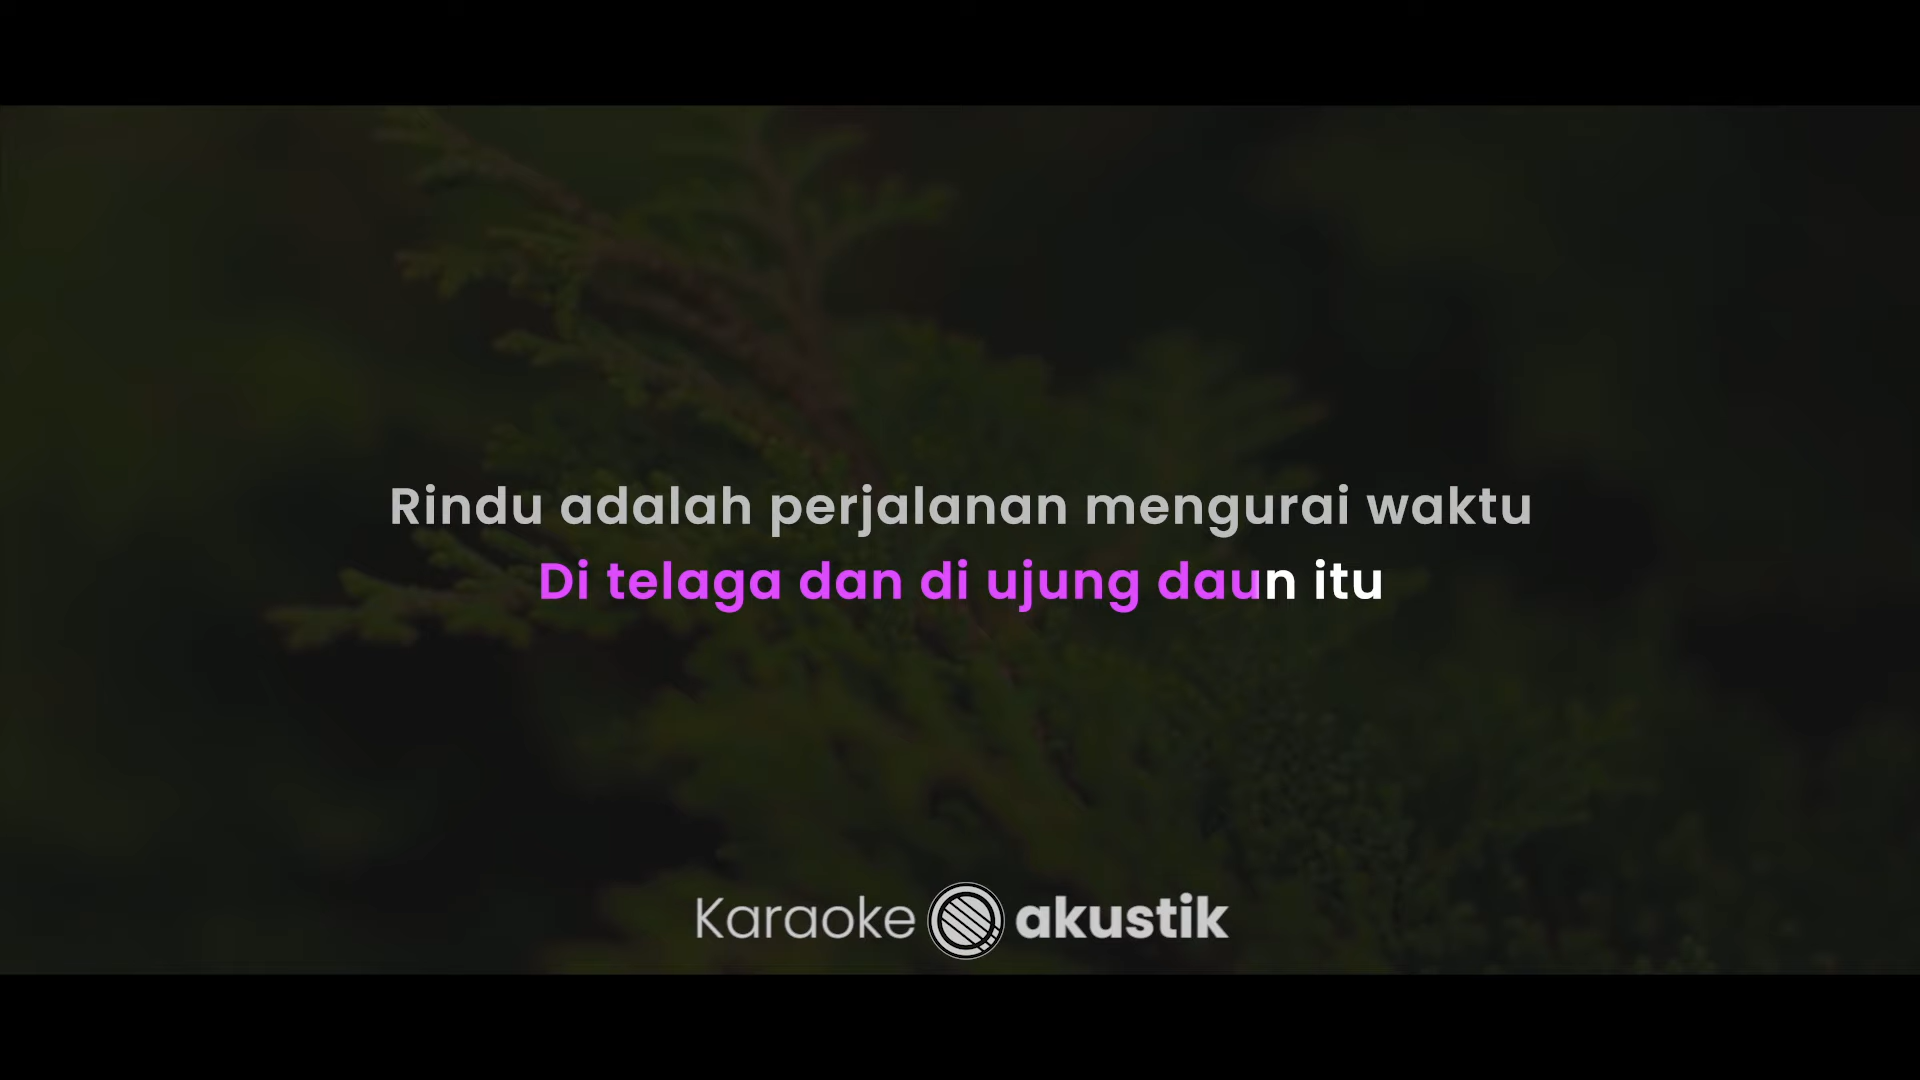 Rindu adalah perjalanan mengurai waktu
Di telaga dan di ujung daun itu
Karaoke akustik